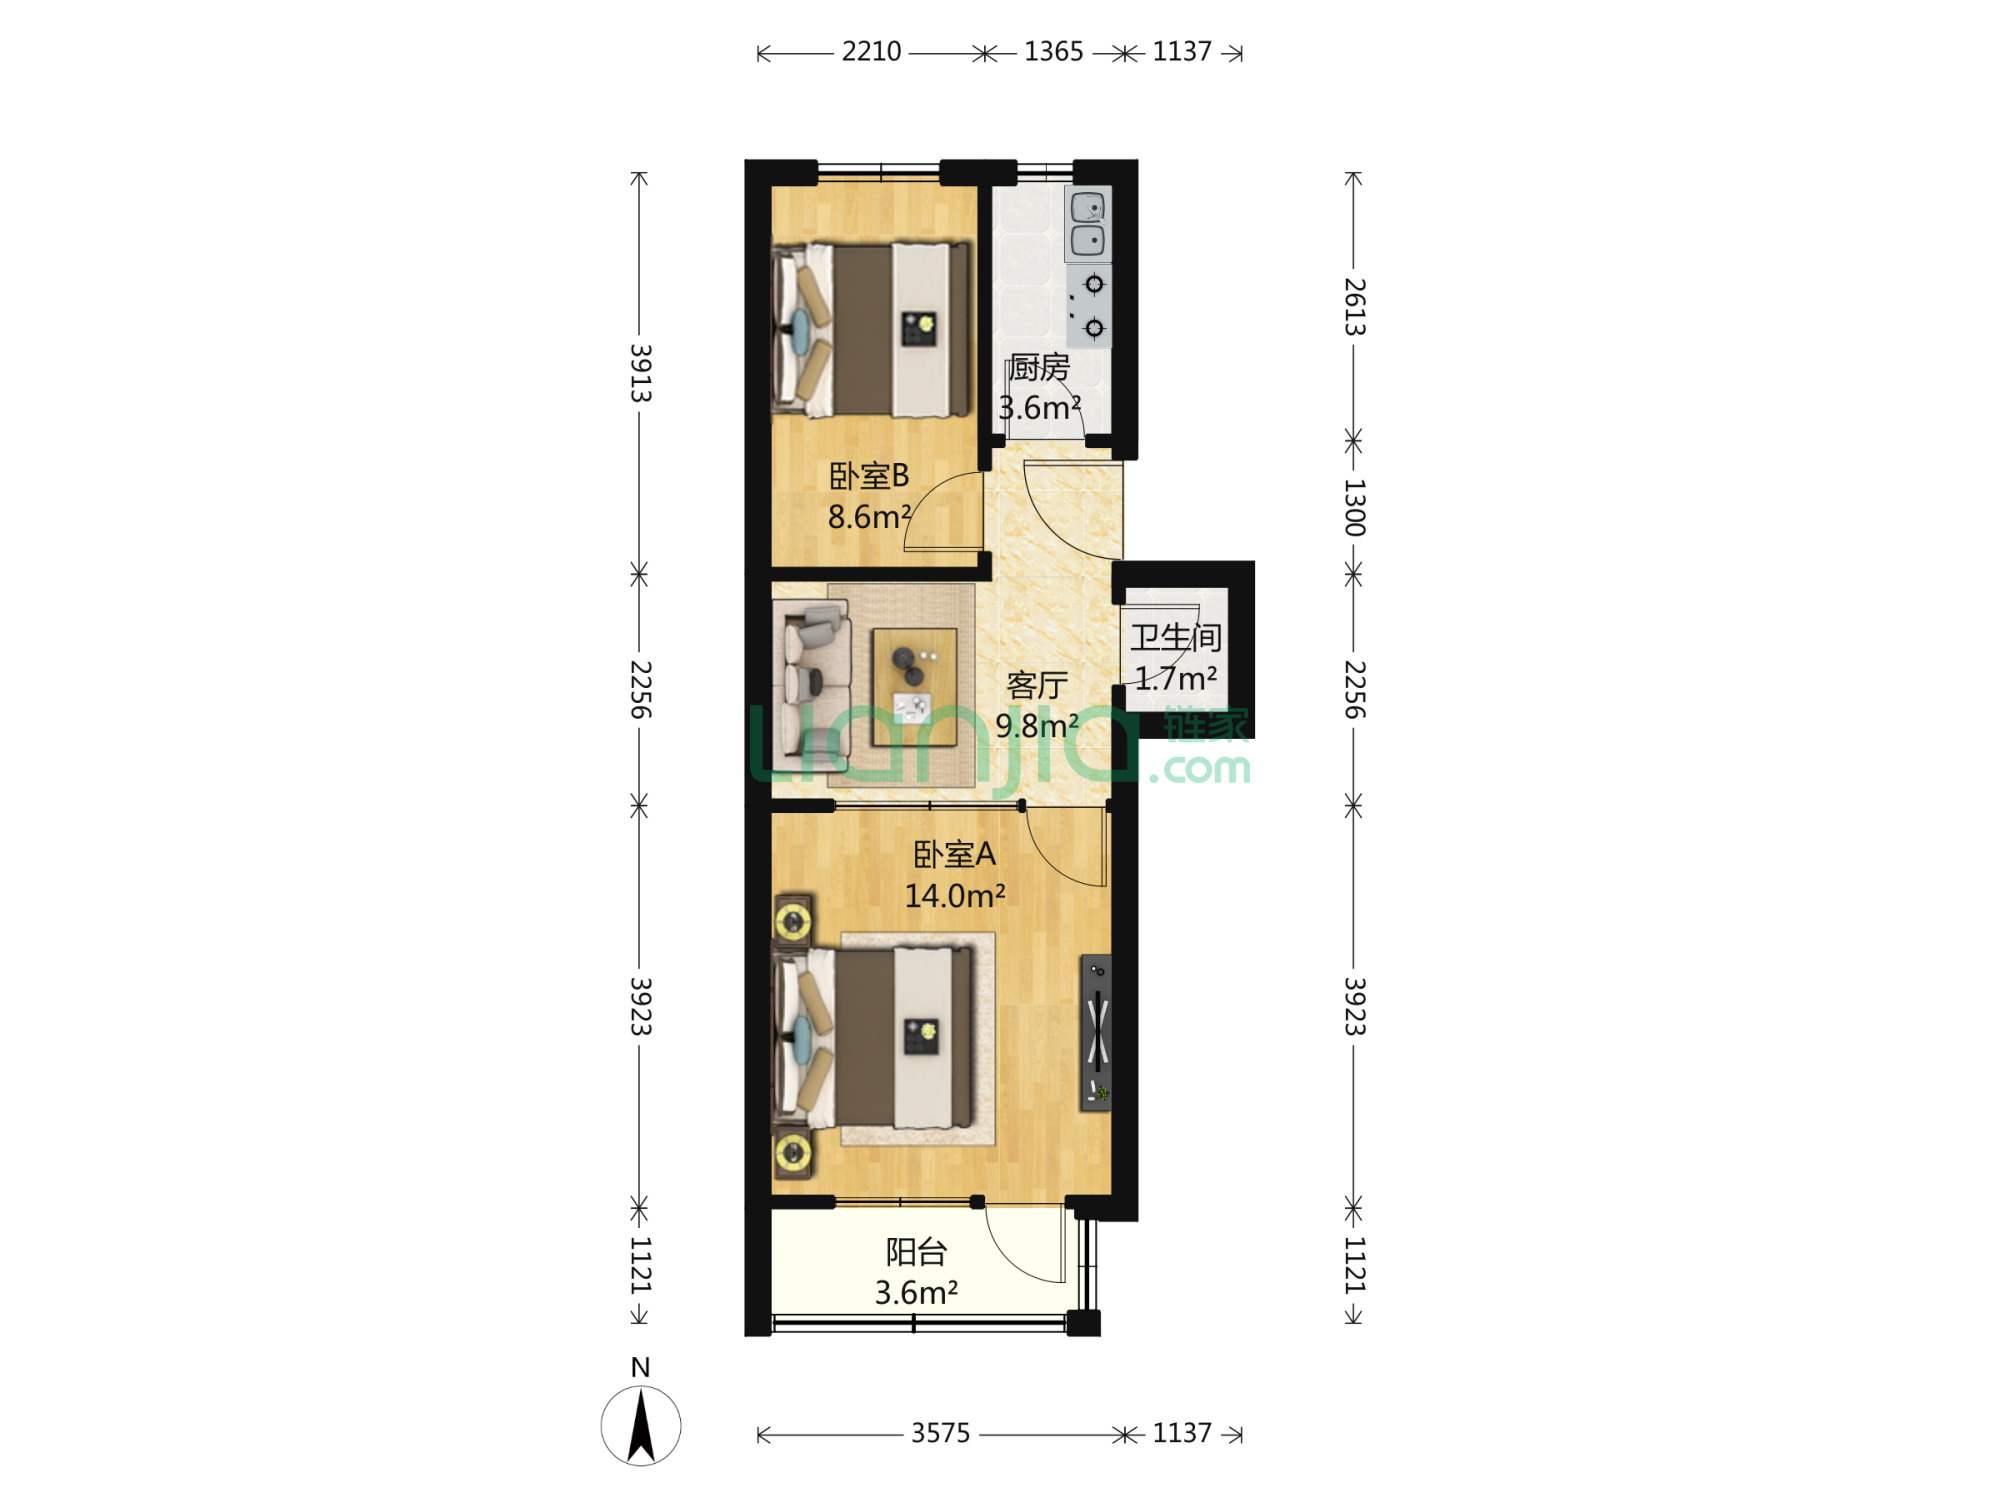 2210 1365 1137
2613
3913
厨房
3.6m²
卧室B
8.6m²
1300
卫生间
1.7m²
2256
2256
客厅
9.8m²
lianjia 链家
.com
卧室A
14.0m²
3923
3923
阳台
3.6m²
1121
1121
N
3575 1137